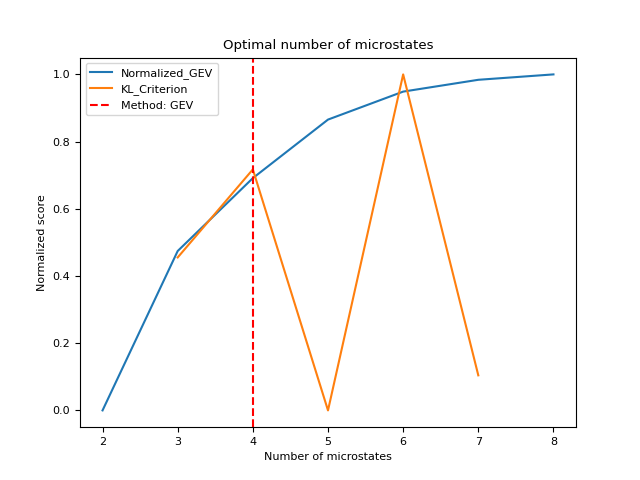 Optimal number of microstates
Normalized_GEV
KL_Criterion
Method: GEV
Normalized score
1.0
0.8
0.6
0.4
0.2
0.0
2 3 4 5 6 7 8
Number of microstates